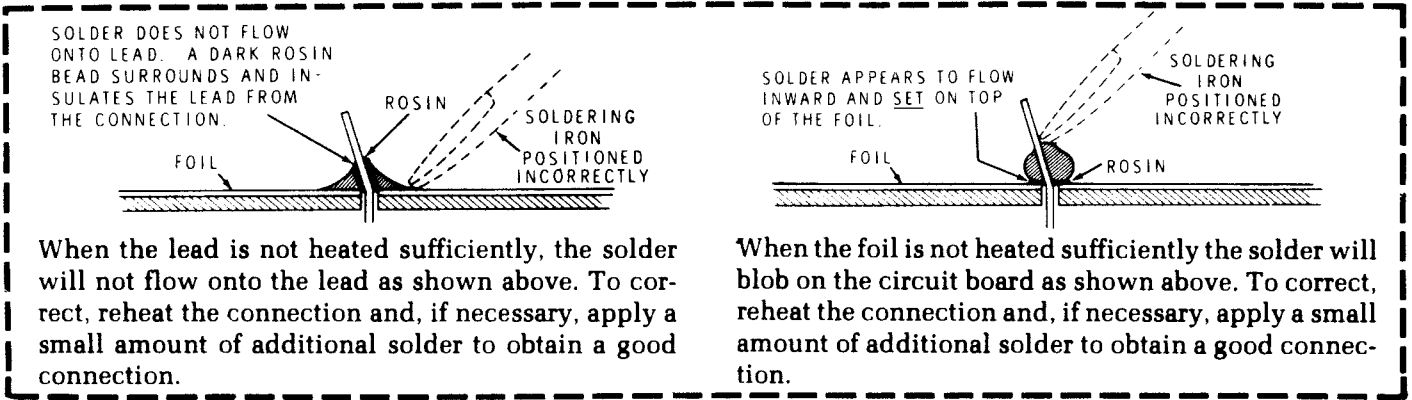 SOLDER DOES NOT FLOW
ONTO LEAD. A DARK ROSIN
BEAD SURROUNDS AND IN-
SULATES THE LEAD FROM
THE CONNECTION.
ROSIN
SOLDERING
IRON
POSITIONED
INCORRECTLY
FOIL
When the lead is not heated sufficiently, the solder
will not flow onto the lead as shown above. To cor-
rect, reheat the connection and, if necessary, apply a
small amount of additional solder to obtain a good
connection.
SOLDER APPEARS TO FLOW
INWARD AND SET ON TOP
OF THE FOIL.
SOLDERING
IRON
POSITIONED
INCORRECTLY
FOIL
ROSIN
When the foil is not heated sufficiently the solder will
blob on the circuit board as shown above. To correct,
reheat the connection and, if necessary, apply a small
amount of additional solder to obtain a good connec-
tion.